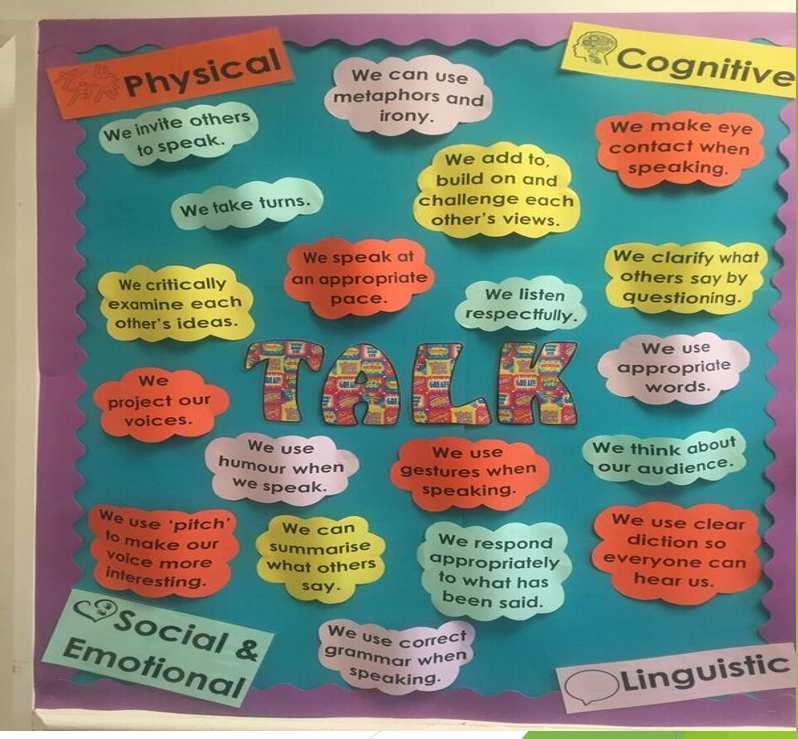 Physical
Cognitive
We can use
metaphors and
irony.
We invite others
to speak.
We make eye
contact when
speaking.
We add to,
build on and
challenge each
other's views.
We take turns.
We speak at
an appropriate
pace.
We clarify what
others say by
questioning.
We critically
examine each
other's ideas.
We listen
respectfully.
TALK
We use
appropriate
words.
We
project our
voices.
We use
humour when
we speak.
We use
gestures when
speaking.
We think about
our audience.
We use 'pitch'
to make our
voice more
interesting.
We can
summarise
what others
say.
We respond
appropriately
to what has
been said.
We use clear
diction so
everyone can
hear us.
Social &
Emotional
We use correct
grammar when
speaking.
Linguistic